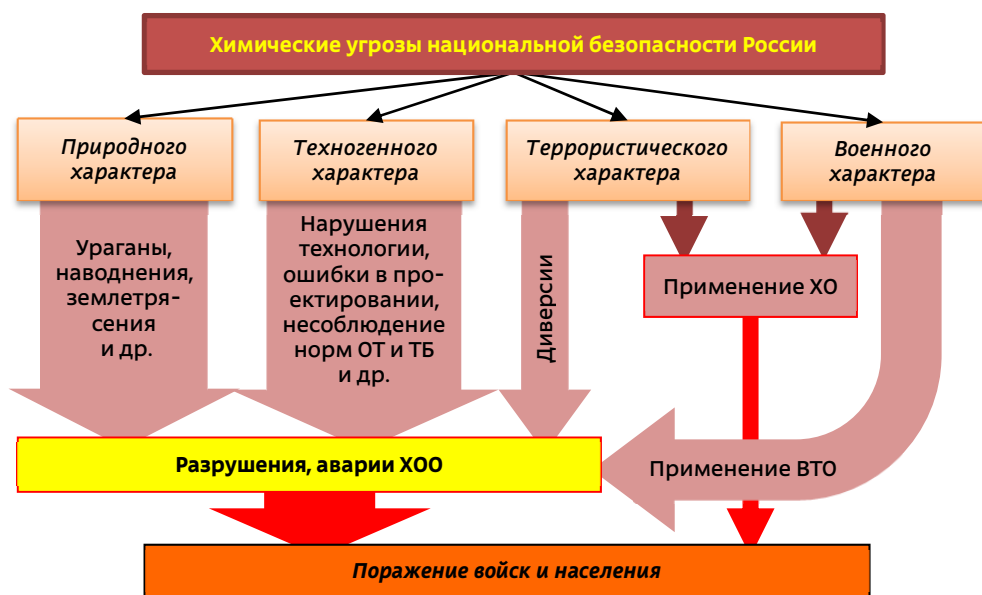 Химические угрозы национальной безопасности России
Природного
характера
Техногенного
характера
Террористического
характера
Военного
характера
Ураганы,
наводнения,
землетря-
сения
и др.
Нарушения
технологии,
ошибки в про-
ектировании,
несоблюдение
норм ОТ и ТБ
и др.
Диверсии
Применение ХО
Разрушения, аварии ХОО
Применение ВТО
Поражение войск и населения